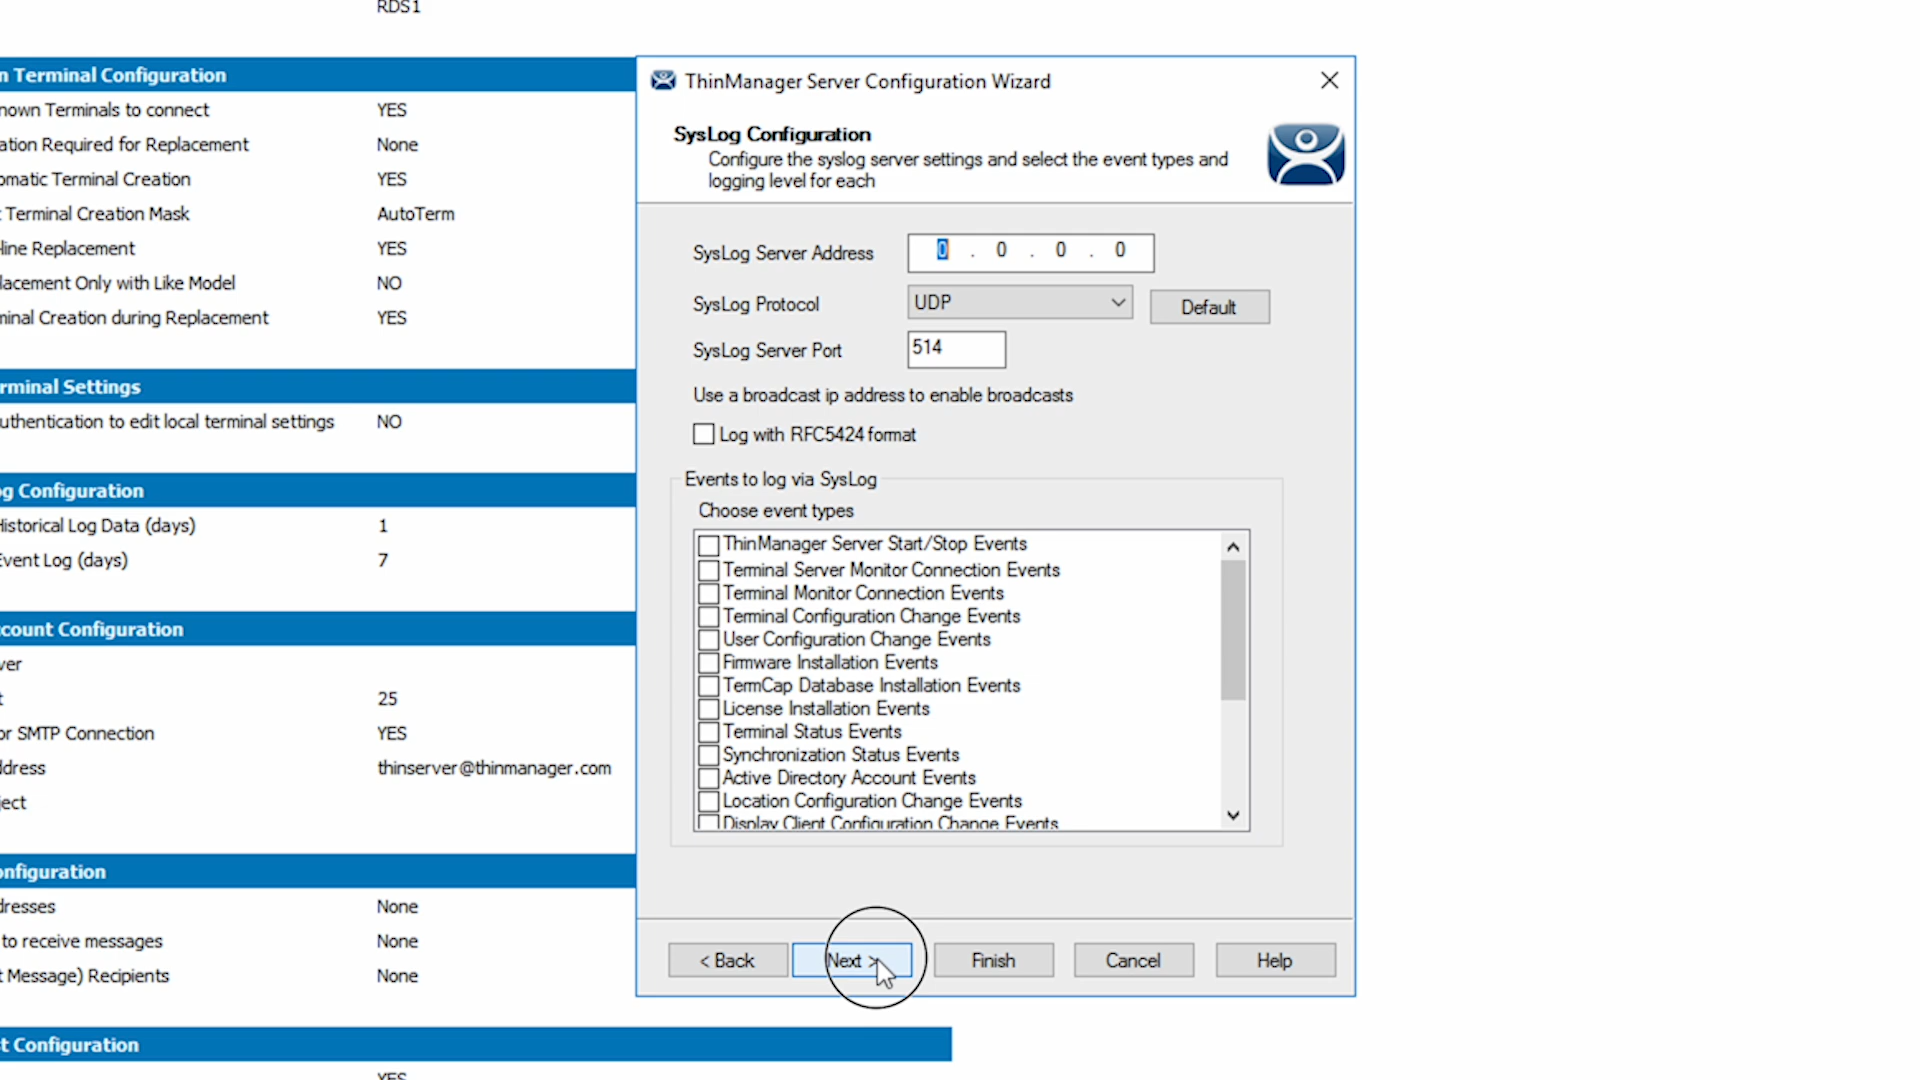 RDS1
n Terminal Configuration
nown Terminals to connect YES
ation Required for Replacement None
omatic Terminal Creation YES
t Terminal Creation Mask AutoTerm
line Replacement YES
lacement Only with Like Model NO
minal Creation during Replacement YES
rminal Settings
uthentication to edit local terminal settings NO
og Configuration
Historical Log Data (days) 1
Event Log (days) 7
ccount Configuration
ver
t 25
or SMTP Connection YES
ddress thinserver@thinmanager.com
ject
onfiguration
dresses None
to receive messages None
t Message) Recipients None
t Configuration
YES
ThinManager Server Configuration Wizard
SysLog Configuration
Configure the syslog server settings and select the event types and
logging level for each
SysLog Server Address 0 . 0 . 0 . 0
SysLog Protocol UDP Default
SysLog Server Port 514
Use a broadcast ip address to enable broadcasts
Log with RFC5424 format
Events to log via SysLog
Choose event types
ThinManager Server Start/Stop Events
Terminal Server Monitor Connection Events
Terminal Monitor Connection Events
Terminal Configuration Change Events
User Configuration Change Events
Firmware Installation Events
TermCap Database Installation Events
License Installation Events
Terminal Status Events
Synchronization Status Events
Active Directory Account Events
Location Configuration Change Events
Display Client Configuration Change Events
< Back Next > Finish Cancel Help